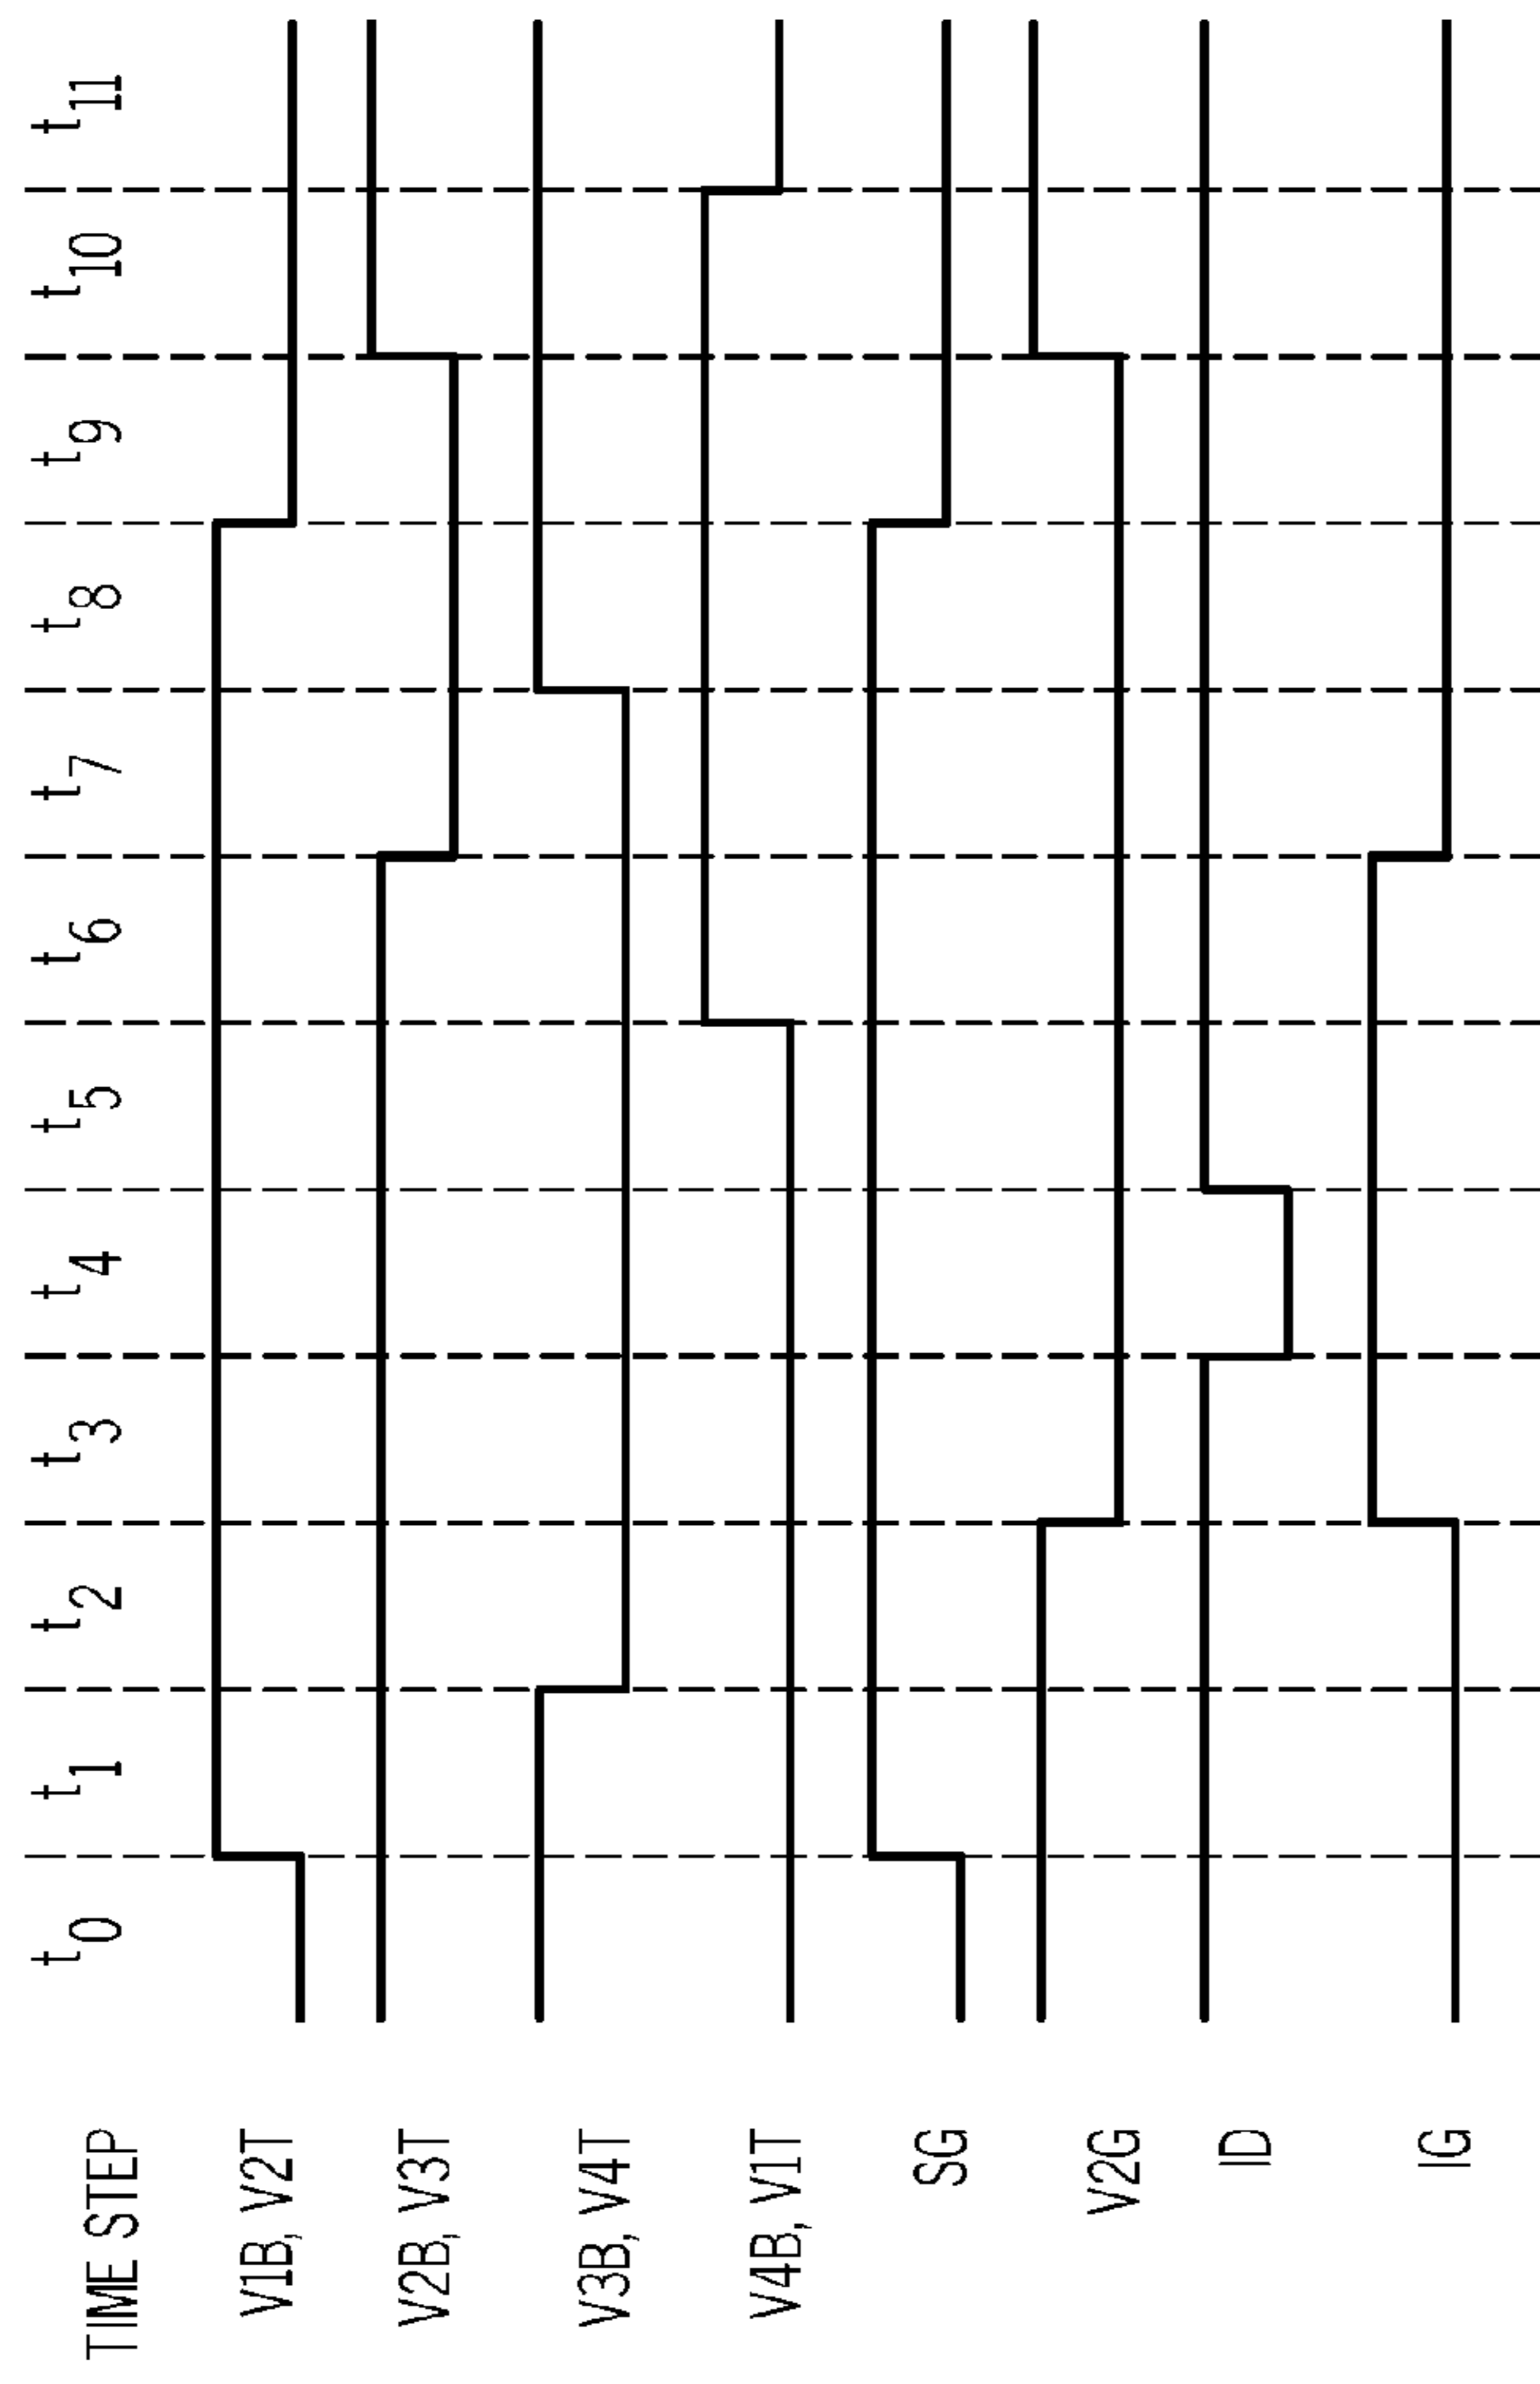 TIME STEP t0 t1 t2 t3 t4 t5 t6 t7 t8 t9 t10 t11
V1B, V2T
V2B, V3T
V3B, V4T
V4B, V1T
SG
V2G
ID
IG